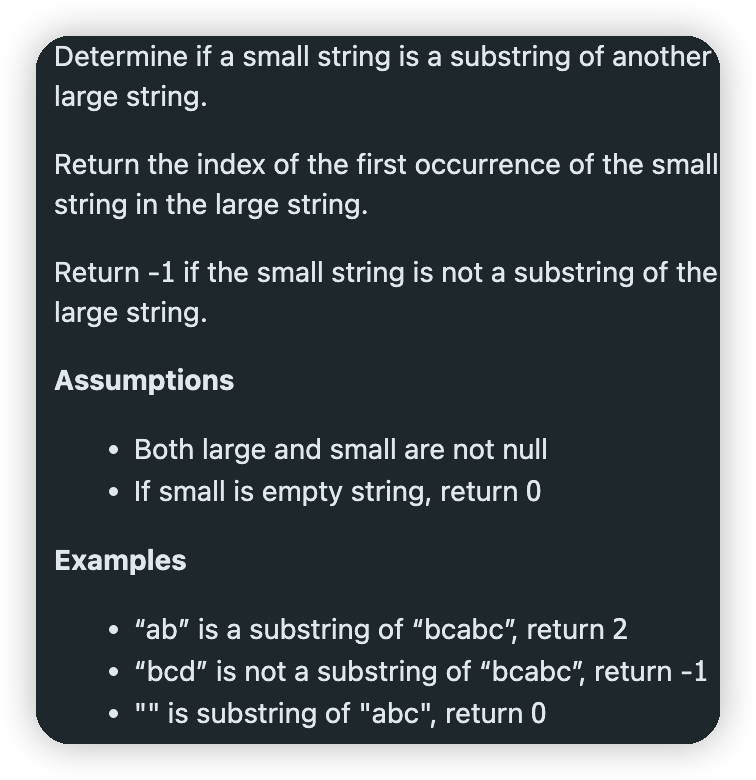 Determine if a small string is a substring of another
large string.
Return the index of the first occurrence of the small
string in the large string.
Return -1 if the small string is not a substring of the
large string.
Assumptions
• Both large and small are not null
• If small is empty string, return 0
Examples
• “ab” is a substring of “bcabc”, return 2
• “bcd” is not a substring of “bcabc”, return -1
• "" is substring of "abc", return 0